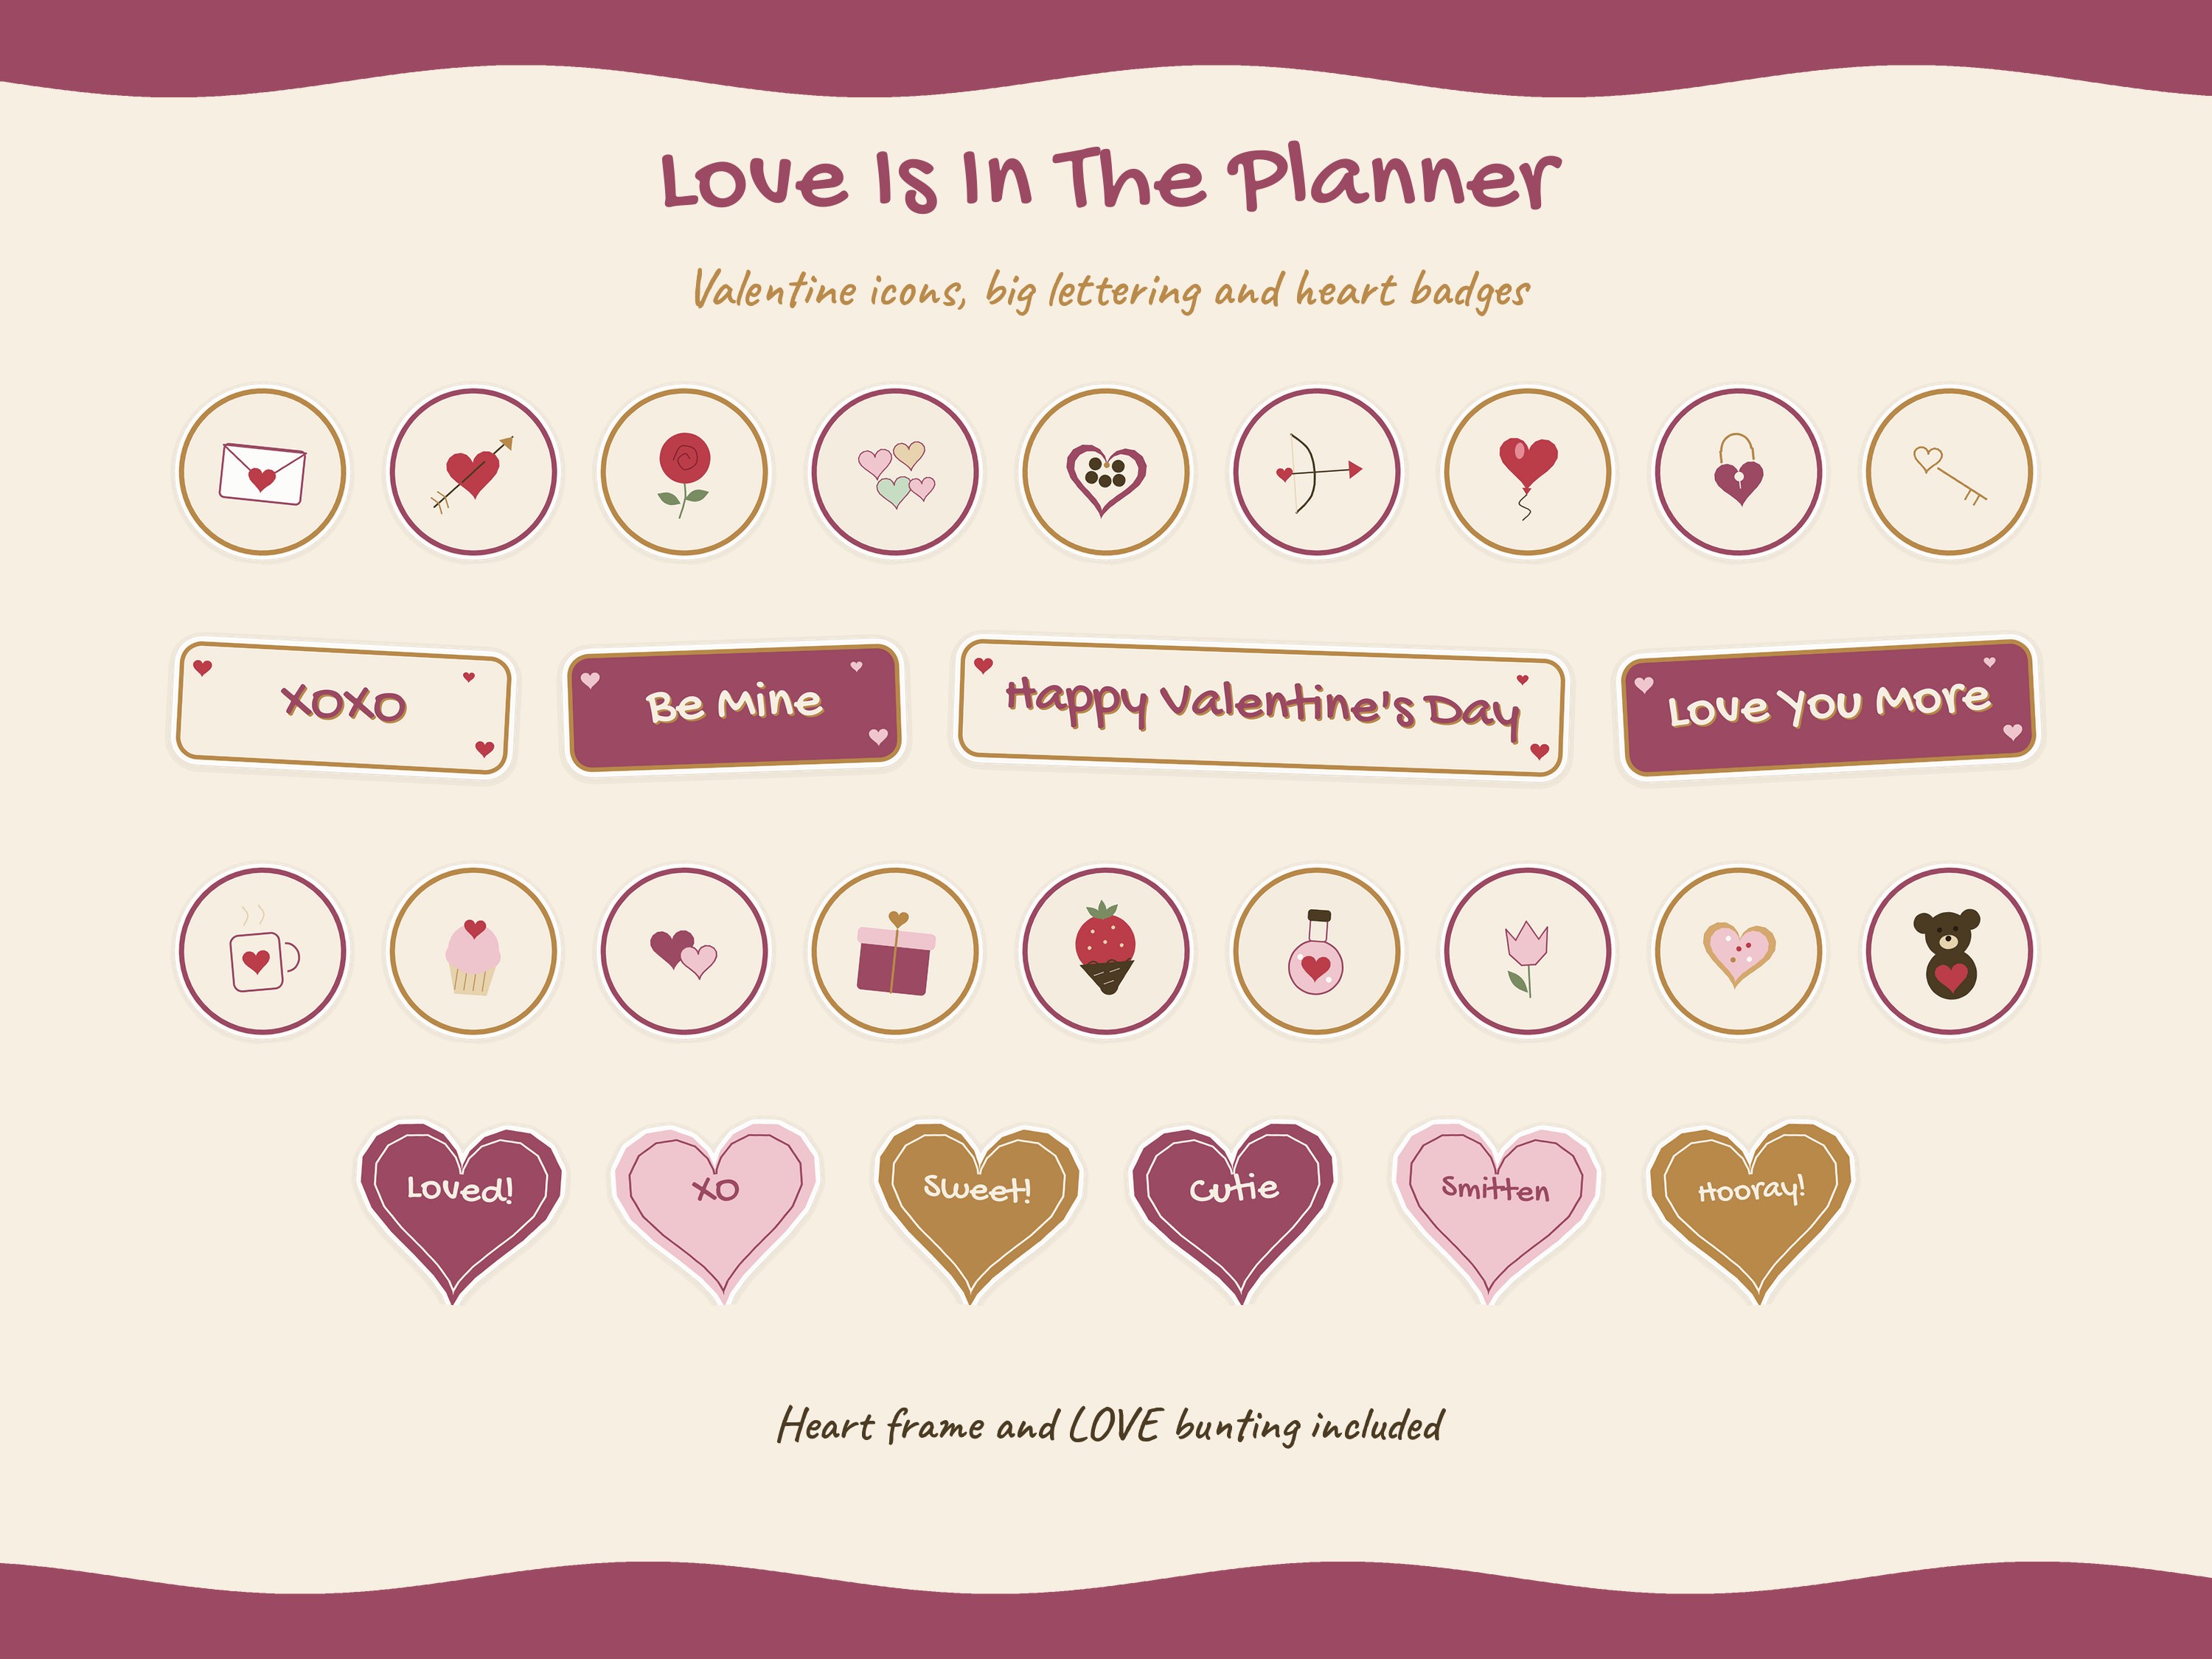 Love Is In The Planner
Valentine icons, big lettering and heart badges
XOXO
Be Mine
Happy Valentine's Day
Love You More
Loved!
XO
Sweet!
Cutie
Smitten
Hooray!
Heart frame and LOVE bunting included